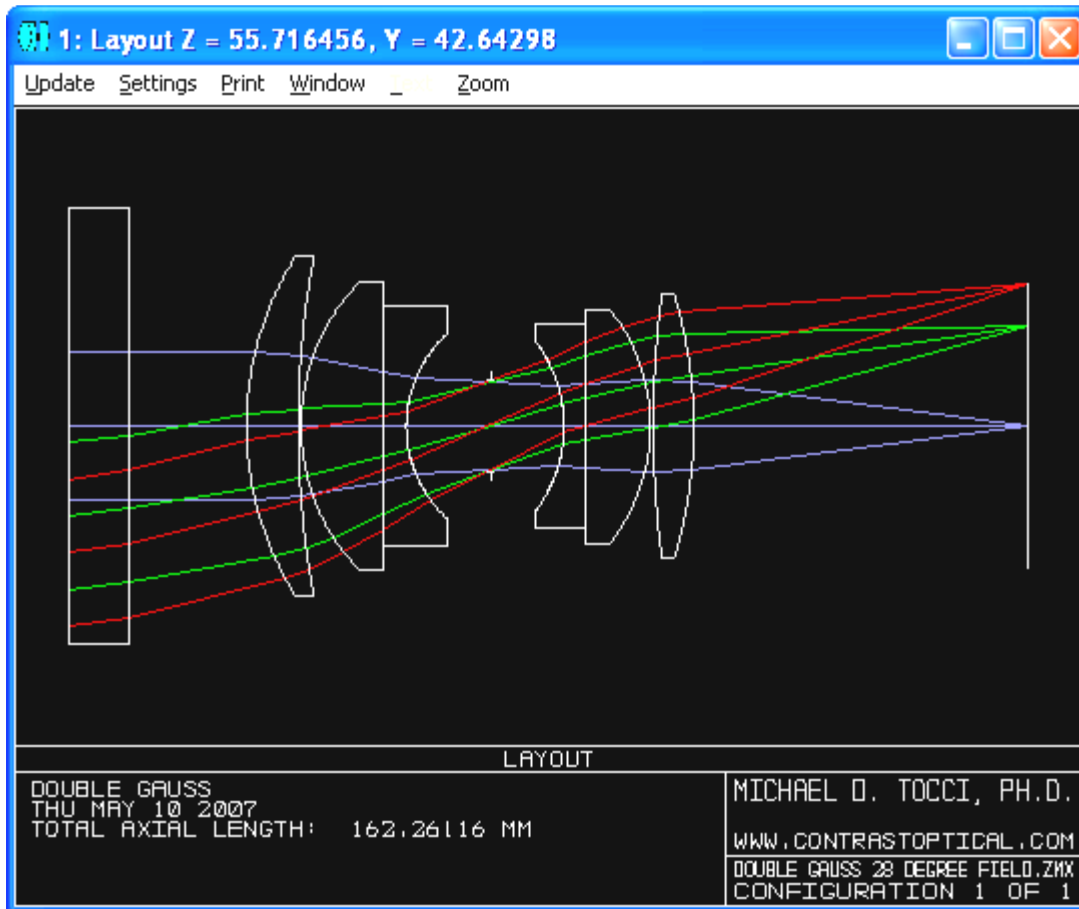 1: Layout Z = 55.716456, Y = 42.64298
Update Settings Print Window _ Zoom
LAYOUT
DOUBLE GAUSS
THU MAY 10 2007
TOTAL AXIAL LENGTH: 162.26116 MM
MICHAEL D. TOCCI, PH.D.
WWW.CONTRASTOPTICAL.COM
DOUBLE GAUSS 28 DEGREE FIELD.ZMX
CONFIGURATION 1 OF 1